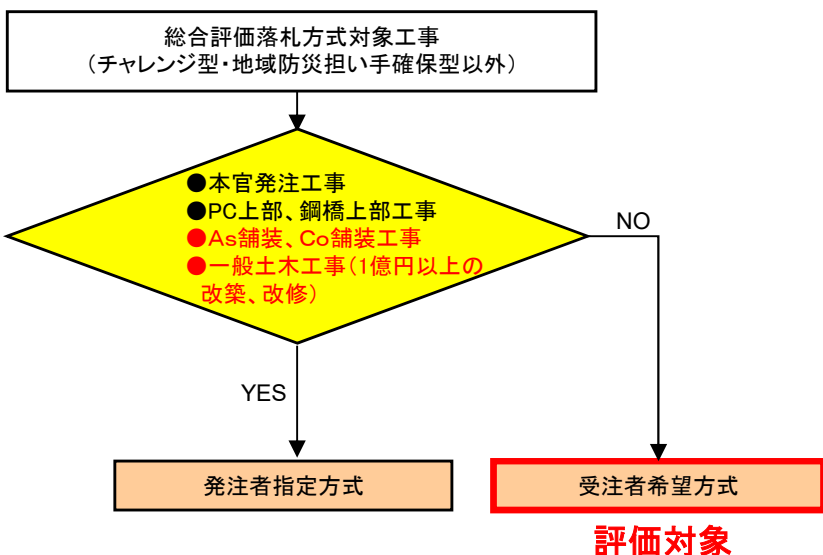 総合評価落札方式対象工事
（チャレンジ型・地域防災担い手確保型以外）
●本官発注工事
●PC上部、鋼橋上部工事
●As舗装、Co舗装工事
●一般土木工事（1億円以上の
改築、改修）
NO
YES
発注者指定方式
受注者希望方式
評価対象